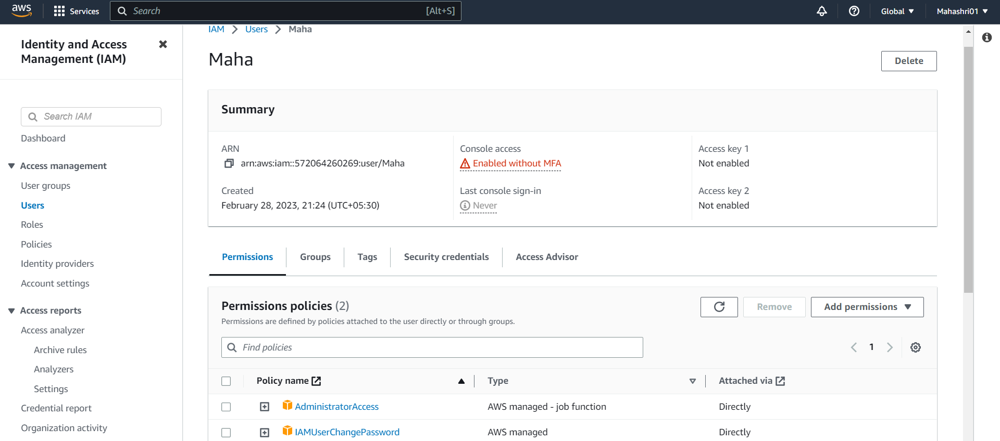 aws
Services
Search
[Alt+S]
Global
Mahashri01
Identity and Access
Management (IAM)
Search IAM
Dashboard
Access management
User groups
Users
Roles
Policies
Identity providers
Account settings
Access reports
Access analyzer
Archive rules
Analyzers
Settings
Credential report
Organization activity
IAM > Users > Maha
Maha
Delete
Summary
ARN
arn:aws:iam::572064260269:user/Maha
Created
February 28, 2023, 21:24 (UTC+05:30)
Console access
Enabled without MFA
Last console sign-in
Never
Access key 1
Not enabled
Access key 2
Not enabled
Permissions
Groups
Tags
Security credentials
Access Advisor
Permissions policies (2)
Permissions are defined by policies attached to the user directly or through groups.
Remove
Add permissions
Find policies
1
Policy name
Type
Attached via
AdministratorAccess
AWS managed - job function
Directly
IAMUserChangePassword
AWS managed
Directly